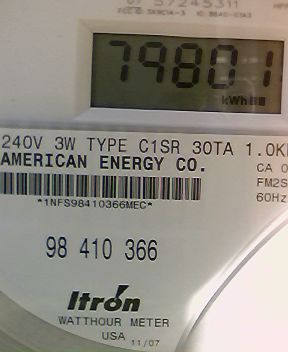 79801
kWh
240V 3W TYPE C1SR 30TA 1.0K
AMERICAN ENERGY CO.
CA
FM2S
60Hz
*1NFS98410366MEC*
98 410 366
Itron
WATTHOUR METER
USA 11/07